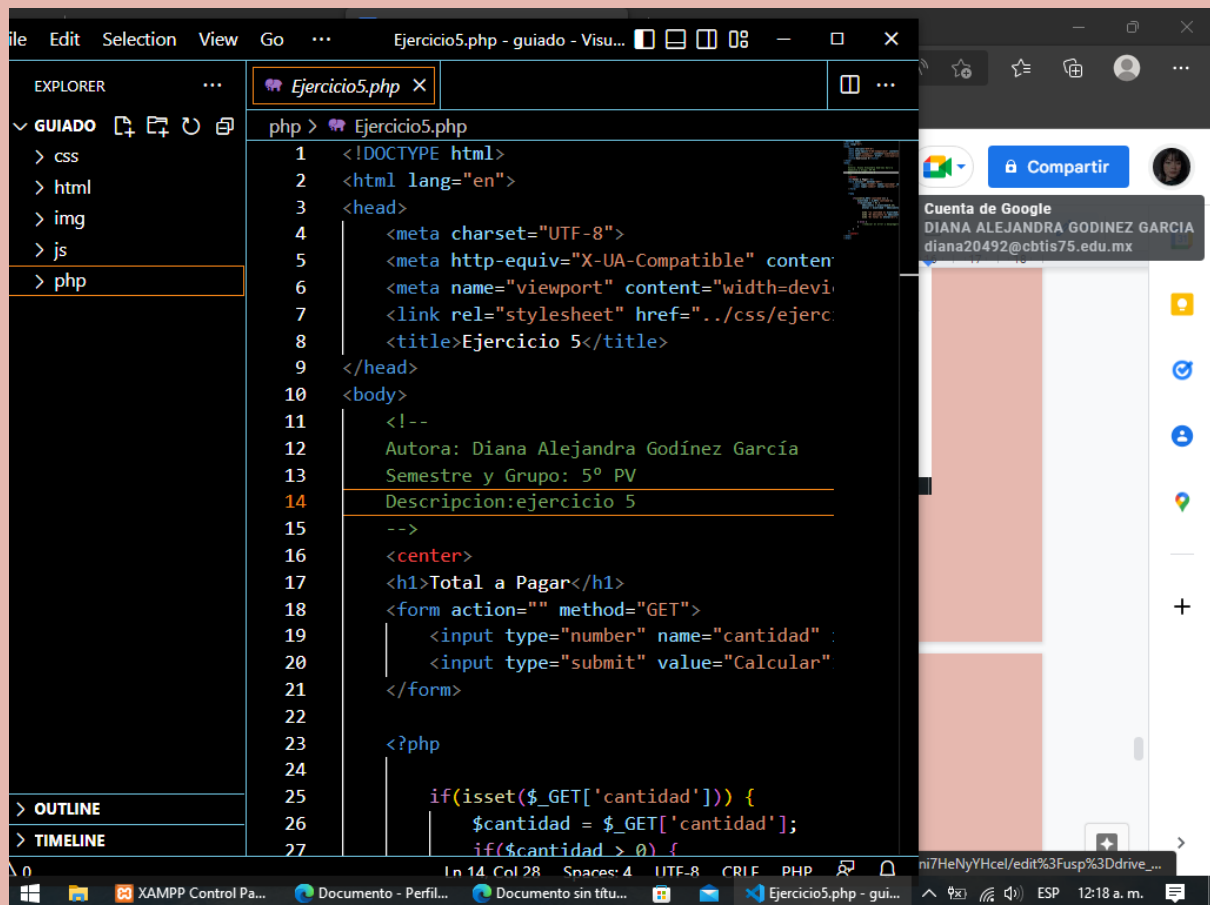 ile Edit Selection View Go ··· Ejercicio5.php - guiado - Visu...
EXPLORER ···
GUIADO
css
html
img
js
php
OUTLINE
TIMELINE
Ejercicio5.php
php > Ejercicio5.php
1 <!DOCTYPE html>
2 <html lang="en">
3 <head>
4 <meta charset="UTF-8">
5 <meta http-equiv="X-UA-Compatible" conten
6 <meta name="viewport" content="width=devi
7 <link rel="stylesheet" href="../css/ejerc
8 <title>Ejercicio 5</title>
9 </head>
10 <body>
11 <!--
12 Autora: Diana Alejandra Godínez García
13 Semestre y Grupo: 5º PV
14 Descripcion:ejercicio 5
15 -->
16 <center>
17 <h1>Total a Pagar</h1>
18 <form action="" method="GET">
19 <input type="number" name="cantidad"
20 <input type="submit" value="Calcular"
21 </form>
22
23 <?php
24
25 if(isset($_GET['cantidad'])) {
26 $cantidad = $_GET['cantidad'];
27 if($cantidad > 0) {
0 Ln 14, Col 28 Spaces: 4 UTF-8 CRLF PHP
Compartir
Cuenta de Google
DIANA ALEJANDRA GODINEZ GARCIA
diana20492@cbtis75.edu.mx
17 18
ni7HeNyYHceI/edit%3Fusp%3Ddrive_...
XAMPP Control Pa... Documento - Perfil... Documento sin títu... Ejercicio5.php - gui... ESP 12:18 a. m.